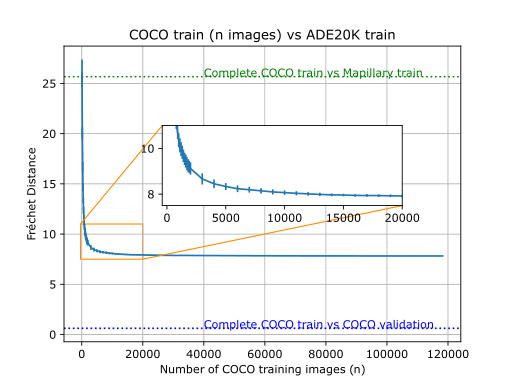 COCO train (n images) vs ADE20K train
Complete COCO train vs Mapillary train
Complete COCO train vs COCO validation
Fréchet Distance
25
20
15
10
5
0
10
8
0 5000 10000 15000 20000
0 20000 40000 60000 80000 100000 120000
Number of COCO training images (n)